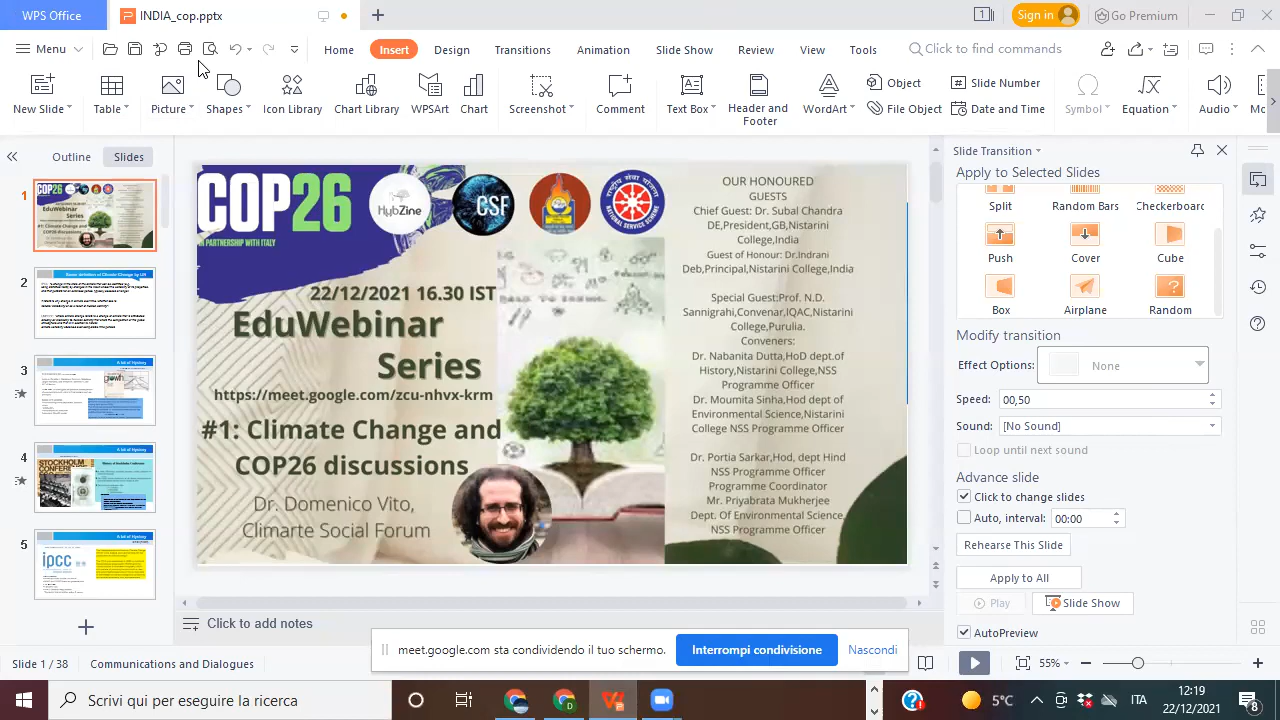 WPS Office
INDIA_cop.pptx
Sign in
Go Premium
Menu
Home
Insert
Design
Transitions
Animation
Slide Show
Review
View
Tools
Click to find commands
New Slide
Table
Picture
Shapes
Icon Library
Chart Library
WPSArt
Chart
Screenshot
Comment
Text Box
Header and
Footer
WordArt
Object
File Object
Slide Number
Date and Time
Symbol
Equation
Audio
Outline
Slides
1
2
3
4
5
COP26
IN PARTNERSHIP WITH ITALY
HybZine
CSF
22/12/2021 16.30 IST
EduWebinar
Series
https://meet.google.com/zcu-nhvx-krm
#1: Climate Change and
COP26 discussions
Dr. Domenico Vito,
Climarte Social Forum
OUR HONOURED
GUESTS
Chief Guest: Dr. Subal Chandra
DE,President,GB,Nistarini
College,India
Guest of Honour: Dr.Indrani
Deb,Principal,Nistarini College,India
Special Guest:Prof. N.D.
Sannigrahi,Convenar,IQAC,Nistarini
College,Purulia.
Conveners:
Dr. Nabanita Dutta,HoD dept of
History,Nistarini College,NSS
Programme Officer
Dr. Moumita Sinha,Hod dept of
Environmental Science,Nistarini
College NSS Programme Officer
Dr. Portia Sarkar,Hod, dept Hind
NSS Programme Officer
Programme Coordinator
Mr. Priyabrata Mukherjee
Dept. Of Environmental Science
NSS Programme Officer
Slide Transition
Apply to Selected Slides
Split
Random Bars
Checkerboard
Push
Cover
Cube
Box
Airplane
Random
Modify transition
Effect Options:
None
Speed:
00,50
Sound:
[No Sound]
Loop until next sound
Advance slide
Click to change slides
Auto interval:
00:00
Rehearse This Slide
Apply to All
Play
Slide Show
AutoPreview
Click to add notes
meet.google.com sta condividendo il tuo schermo.
Interrompi condivisione
Nascondi
Slide 1 / 38
Communications and Dialogues
55%
Scrivi qui per eseguire la ricerca
5°C
ITA
12:19
22/12/2021